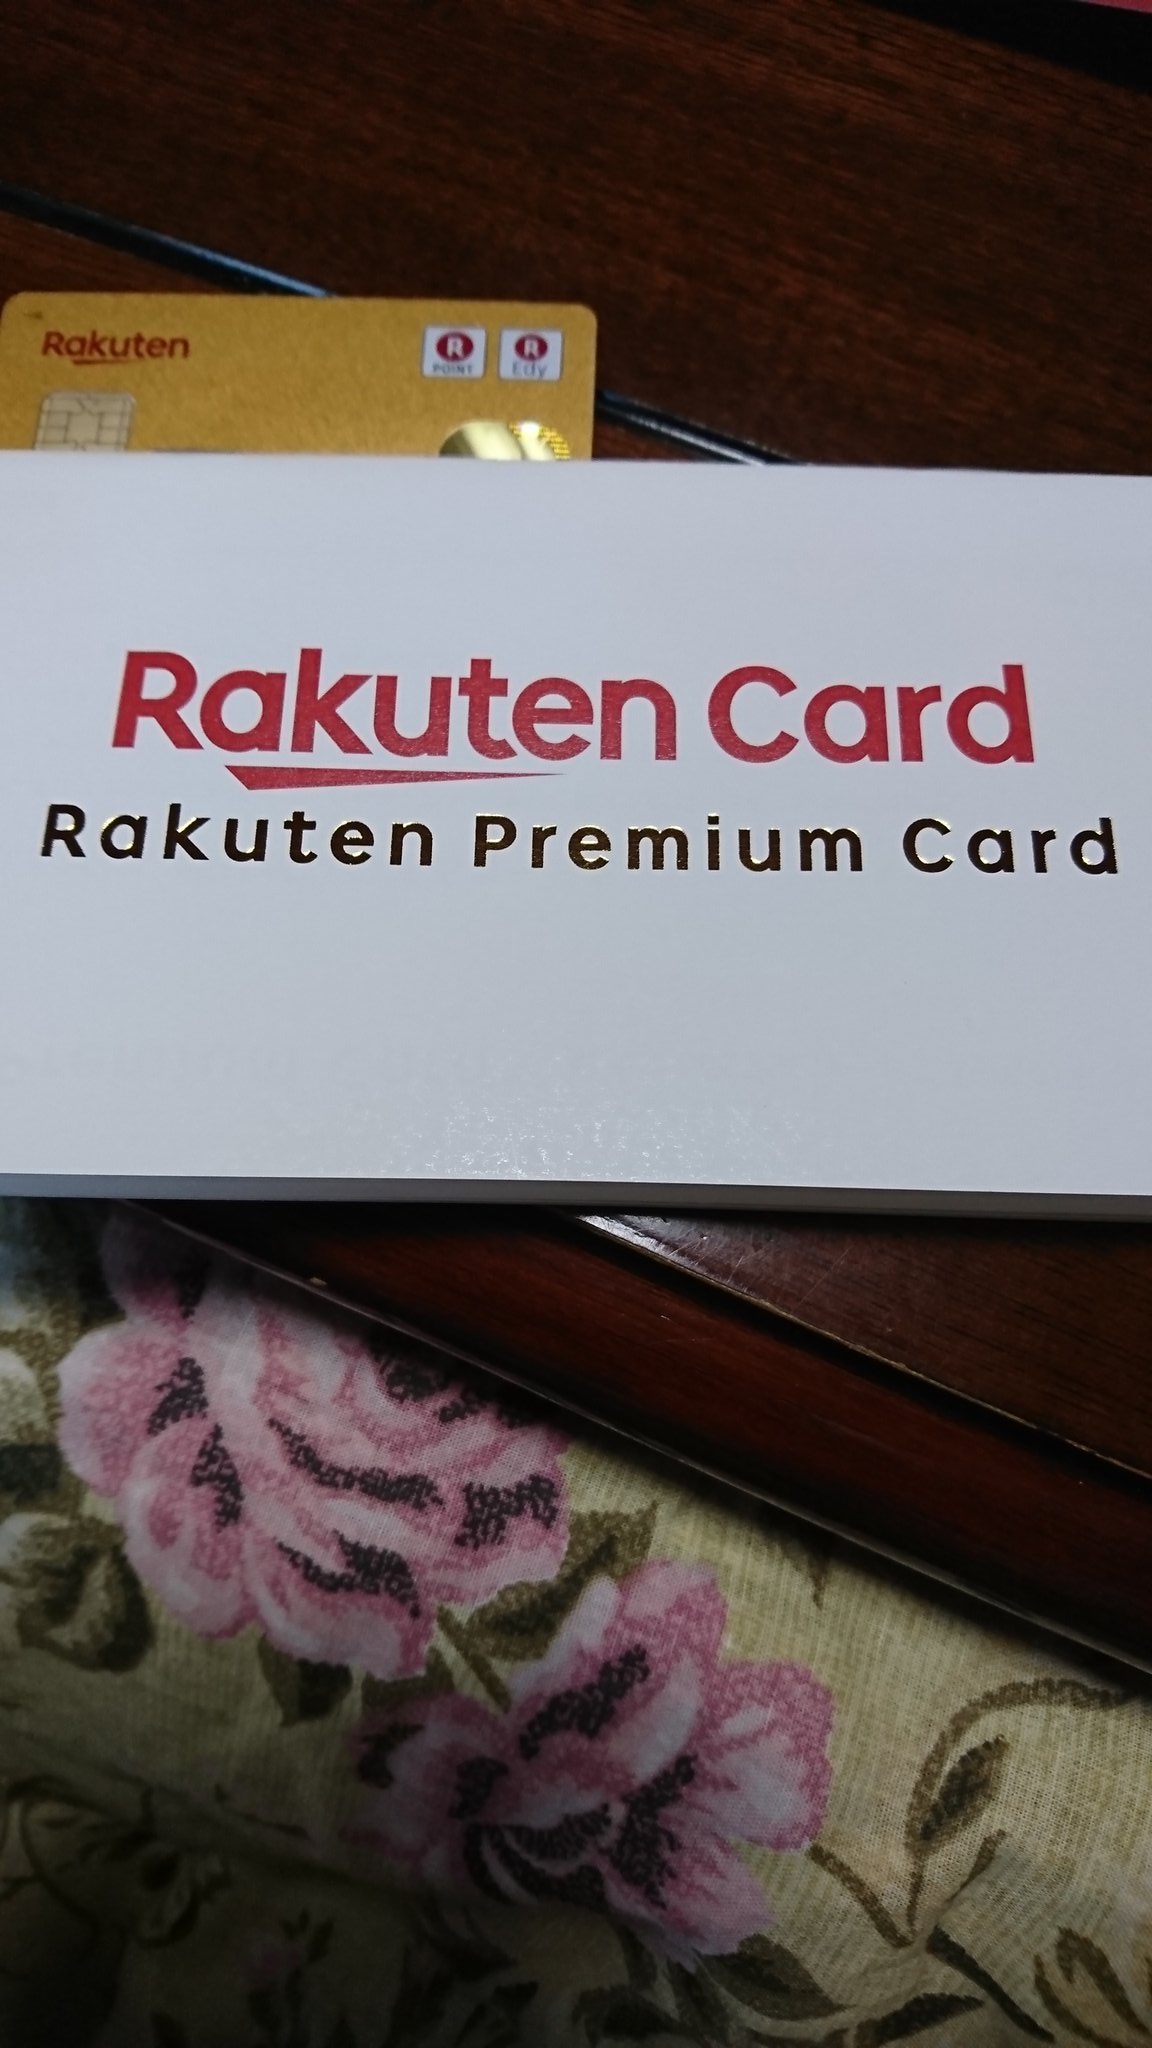 Rakuten
R
POINT
R
Edy
Rakuten Card
Rakuten Premium Card